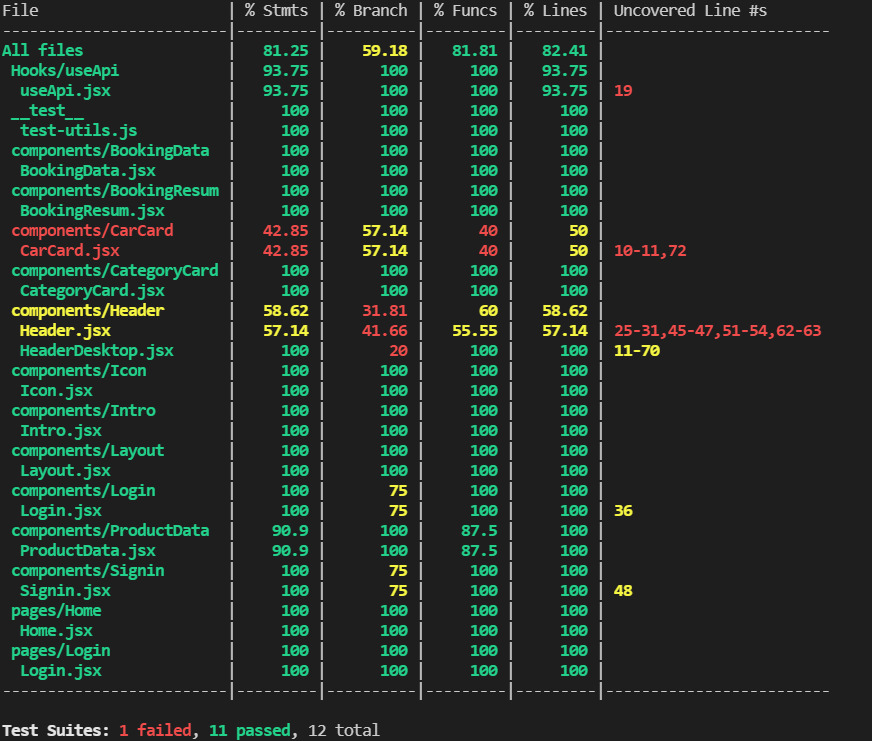 File                     | % Stmts | % Branch | % Funcs | % Lines | Uncovered Line #s
-------------------------|---------|----------|---------|---------|-------------------------
All files                |   81.25 |    59.18 |   81.81 |   82.41 |
 Hooks/useApi            |   93.75 |      100 |     100 |   93.75 |
  useApi.jsx             |   93.75 |      100 |     100 |   93.75 | 19
 __test__                |     100 |      100 |     100 |     100 |
  test-utils.js          |     100 |      100 |     100 |     100 |
 components/BookingData  |     100 |      100 |     100 |     100 |
  BookingData.jsx        |     100 |      100 |     100 |     100 |
 components/BookingResum |     100 |      100 |     100 |     100 |
  BookingResum.jsx       |     100 |      100 |     100 |     100 |
 components/CarCard      |   42.85 |    57.14 |      40 |      50 |
  CarCard.jsx            |   42.85 |    57.14 |      40 |      50 | 10-11,72
 components/CategoryCard |     100 |      100 |     100 |     100 |
  CategoryCard.jsx       |     100 |      100 |     100 |     100 |
 components/Header       |   58.62 |    31.81 |      60 |   58.62 |
  Header.jsx             |   57.14 |    41.66 |   55.55 |   57.14 | 25-31,45-47,51-54,62-63
  HeaderDesktop.jsx      |     100 |       20 |     100 |     100 | 11-70
 components/Icon         |     100 |      100 |     100 |     100 |
  Icon.jsx               |     100 |      100 |     100 |     100 |
 components/Intro        |     100 |      100 |     100 |     100 |
  Intro.jsx              |     100 |      100 |     100 |     100 |
 components/Layout       |     100 |      100 |     100 |     100 |
  Layout.jsx             |     100 |      100 |     100 |     100 |
 components/Login        |     100 |       75 |     100 |     100 |
  Login.jsx              |     100 |       75 |     100 |     100 | 36
 components/ProductData  |    90.9 |      100 |    87.5 |     100 |
  ProductData.jsx        |    90.9 |      100 |    87.5 |     100 |
 components/Signin       |     100 |       75 |     100 |     100 |
  Signin.jsx             |     100 |       75 |     100 |     100 | 48
 pages/Home              |     100 |      100 |     100 |     100 |
  Home.jsx               |     100 |      100 |     100 |     100 |
 pages/Login             |     100 |      100 |     100 |     100 |
  Login.jsx              |     100 |      100 |     100 |     100 |
-------------------------|---------|----------|---------|---------|-------------------------
Test Suites: 1 failed, 11 passed, 12 total